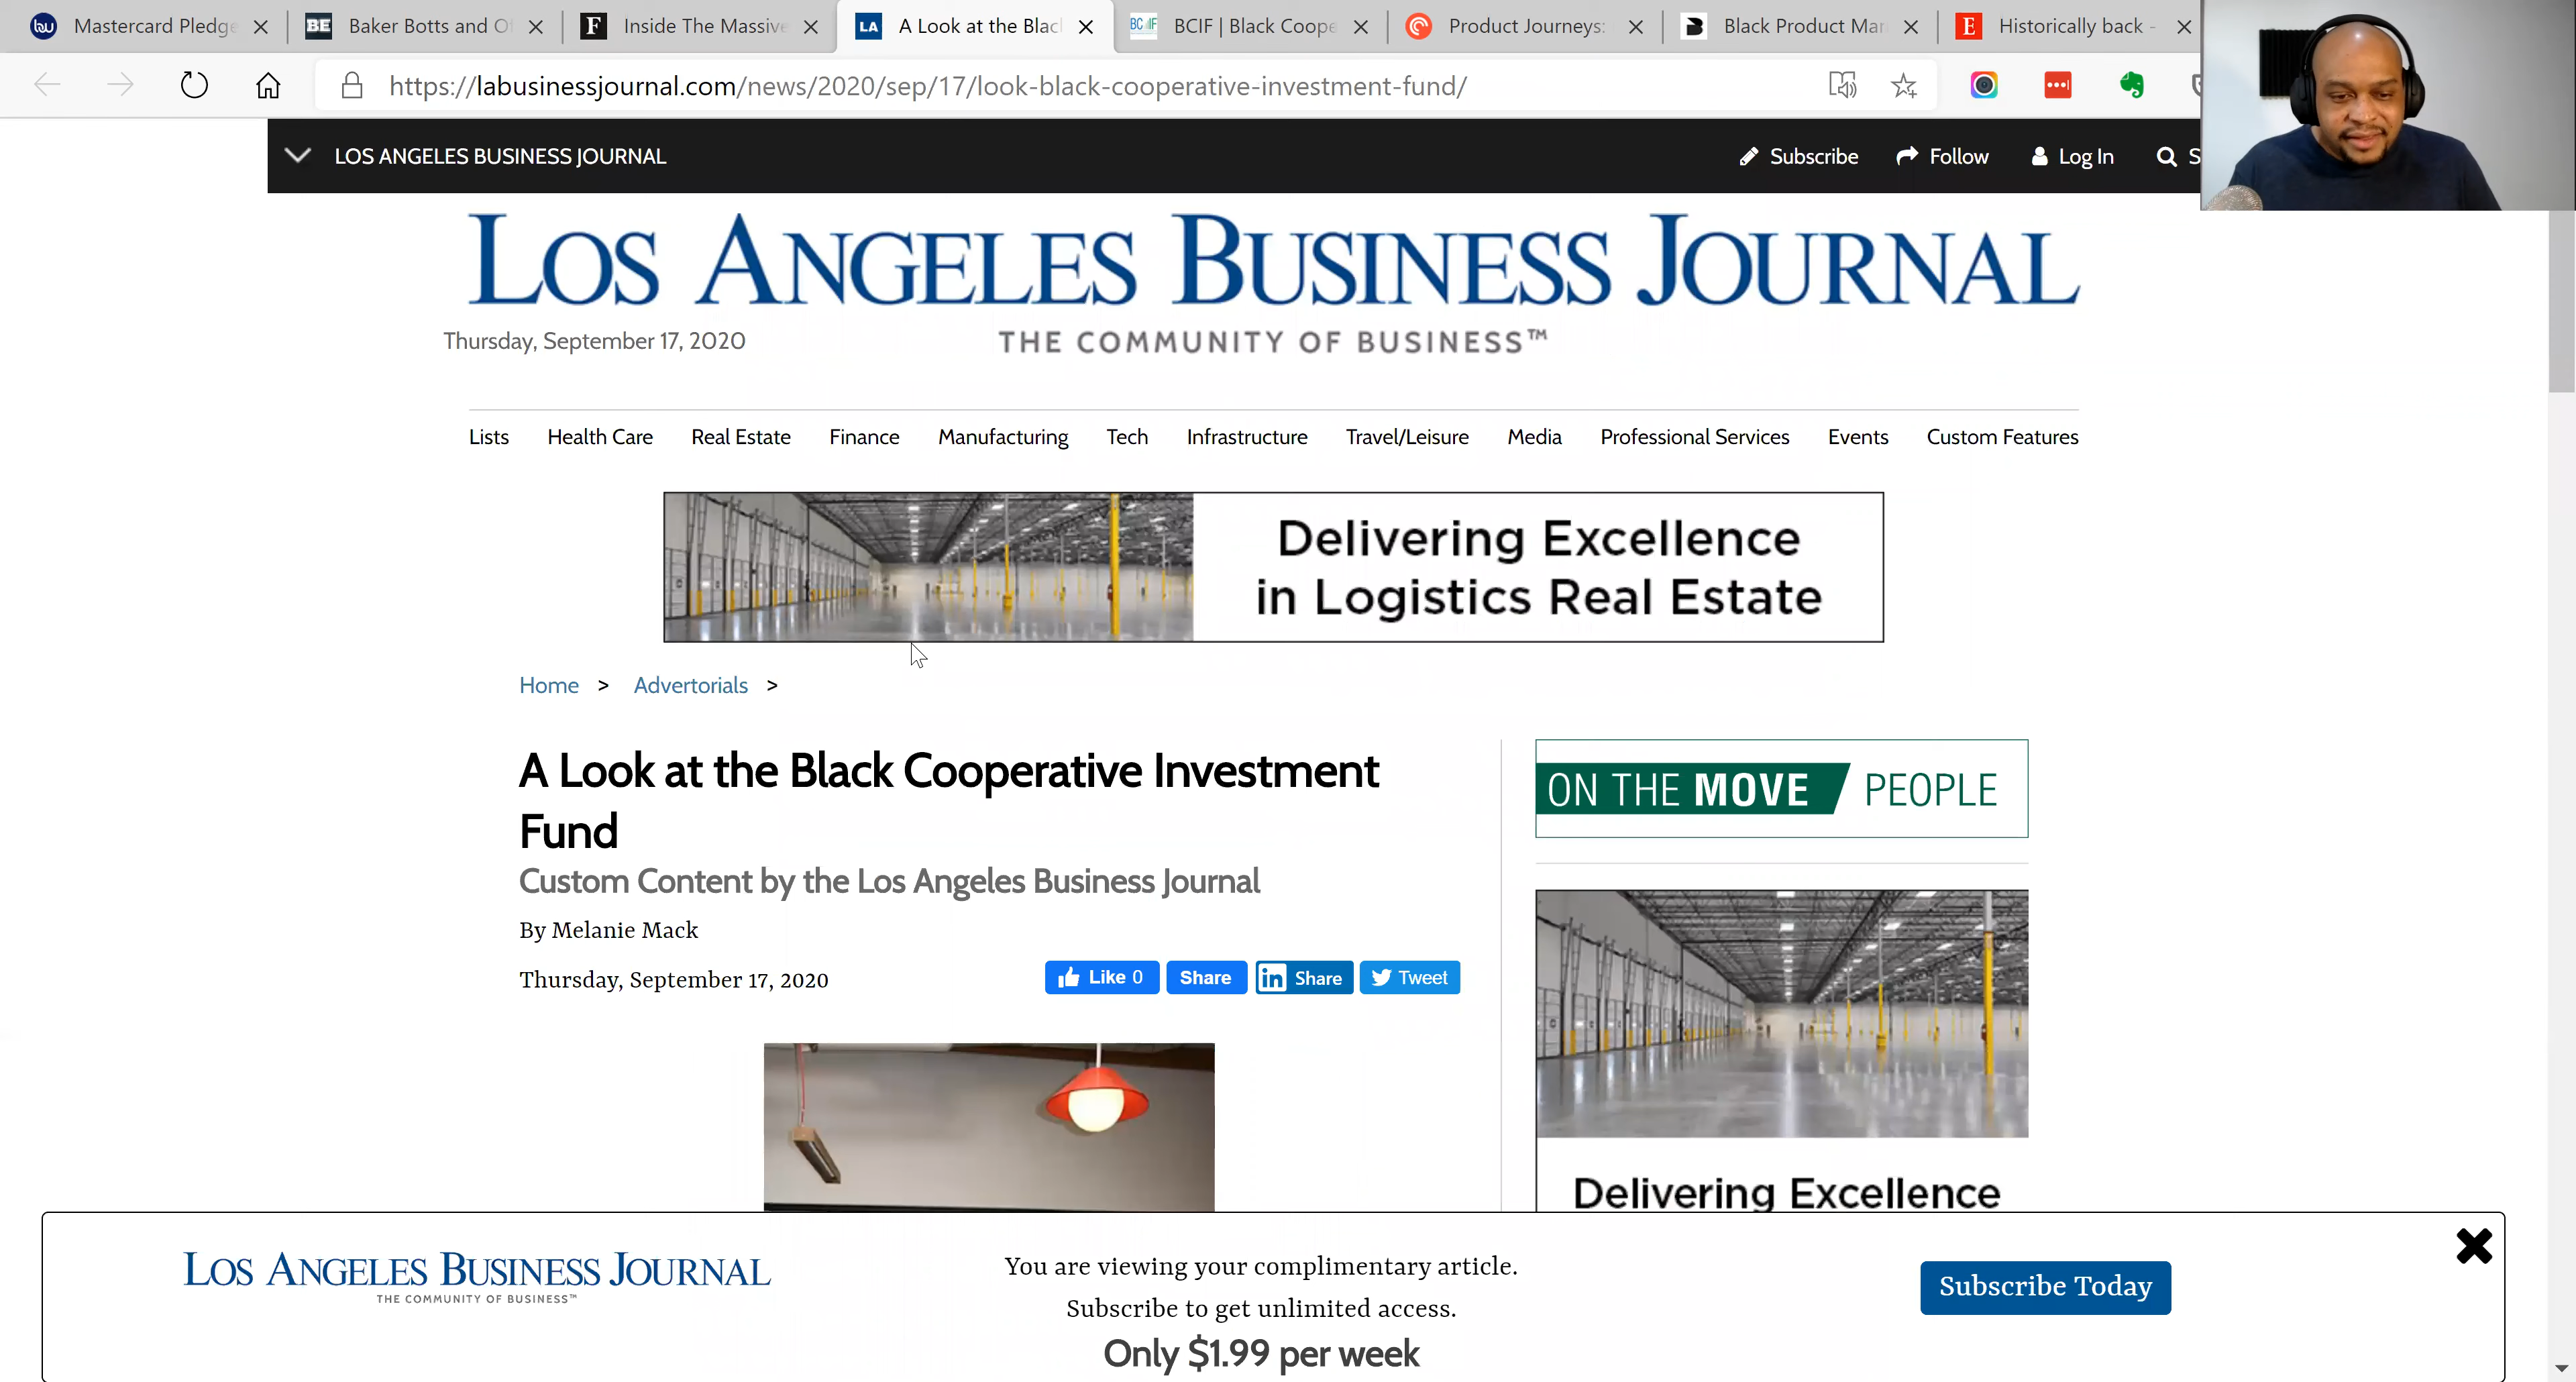 Mastercard Pledge
BE Baker Botts and O
F Inside The Massive
LA A Look at the Blac
BCIF BCIF | Black Coope
Product Journeys:
Black Product Man
E Historically back -
https://labusinessjournal.com/news/2020/sep/17/look-black-cooperative-investment-fund/
LOS ANGELES BUSINESS JOURNAL
Subscribe Follow Log In S
LOS ANGELES BUSINESS JOURNAL
Thursday, September 17, 2020
THE COMMUNITY OF BUSINESS™
Lists Health Care Real Estate Finance Manufacturing Tech Infrastructure Travel/Leisure Media Professional Services Events Custom Features
Delivering Excellence
in Logistics Real Estate
Home > Advertorials >
A Look at the Black Cooperative Investment
Fund
Custom Content by the Los Angeles Business Journal
By Melanie Mack
Thursday, September 17, 2020
Like 0 Share in Share Tweet
ON THE MOVE PEOPLE
Delivering Excellence
LOS ANGELES BUSINESS JOURNAL
THE COMMUNITY OF BUSINESS™
You are viewing your complimentary article.
Subscribe to get unlimited access.
Only $1.99 per week
Subscribe Today